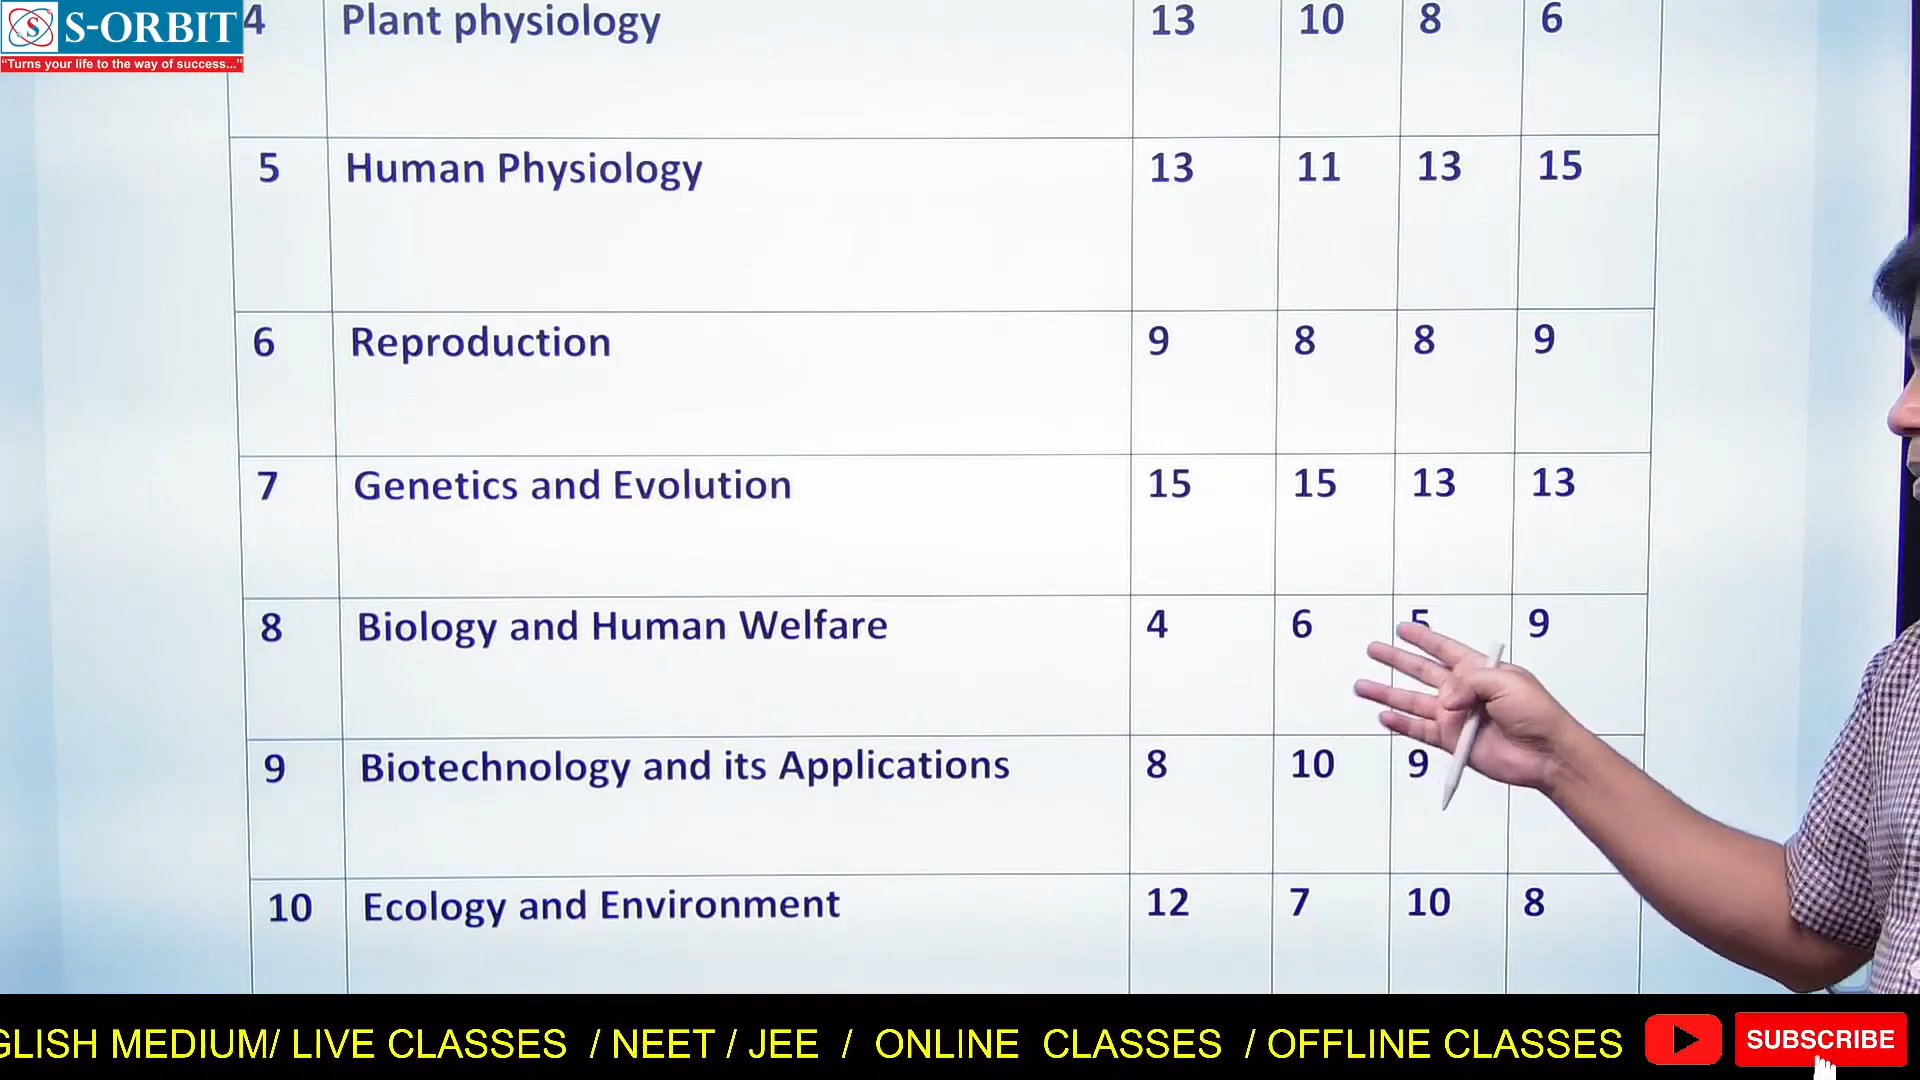 S-ORBIT
"Turns your life to the way of success..."
4 Plant physiology 13 10 8 6
5 Human Physiology 13 11 13 15
6 Reproduction 9 8 8 9
7 Genetics and Evolution 15 15 13 13
8 Biology and Human Welfare 4 6 5 9
9 Biotechnology and its Applications 8 10 9
10 Ecology and Environment 12 7 10 8
MEDIUM/ LIVE CLASSES / NEET / JEE / ONLINE CLASSES / OFFLINE CLASSES
SUBSCRIBE